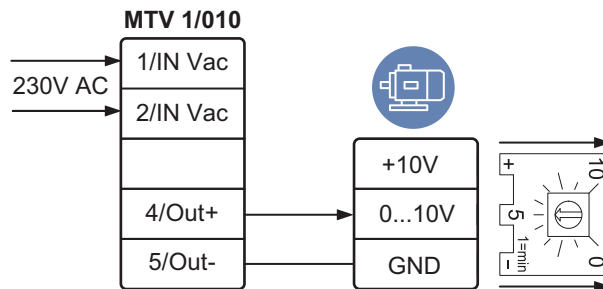 MTV 1/010
230V AC
1/IN Vac
2/IN Vac
4/Out+
5/Out-
+10V
0...10V
GND
+
-
10
5
0
1=min